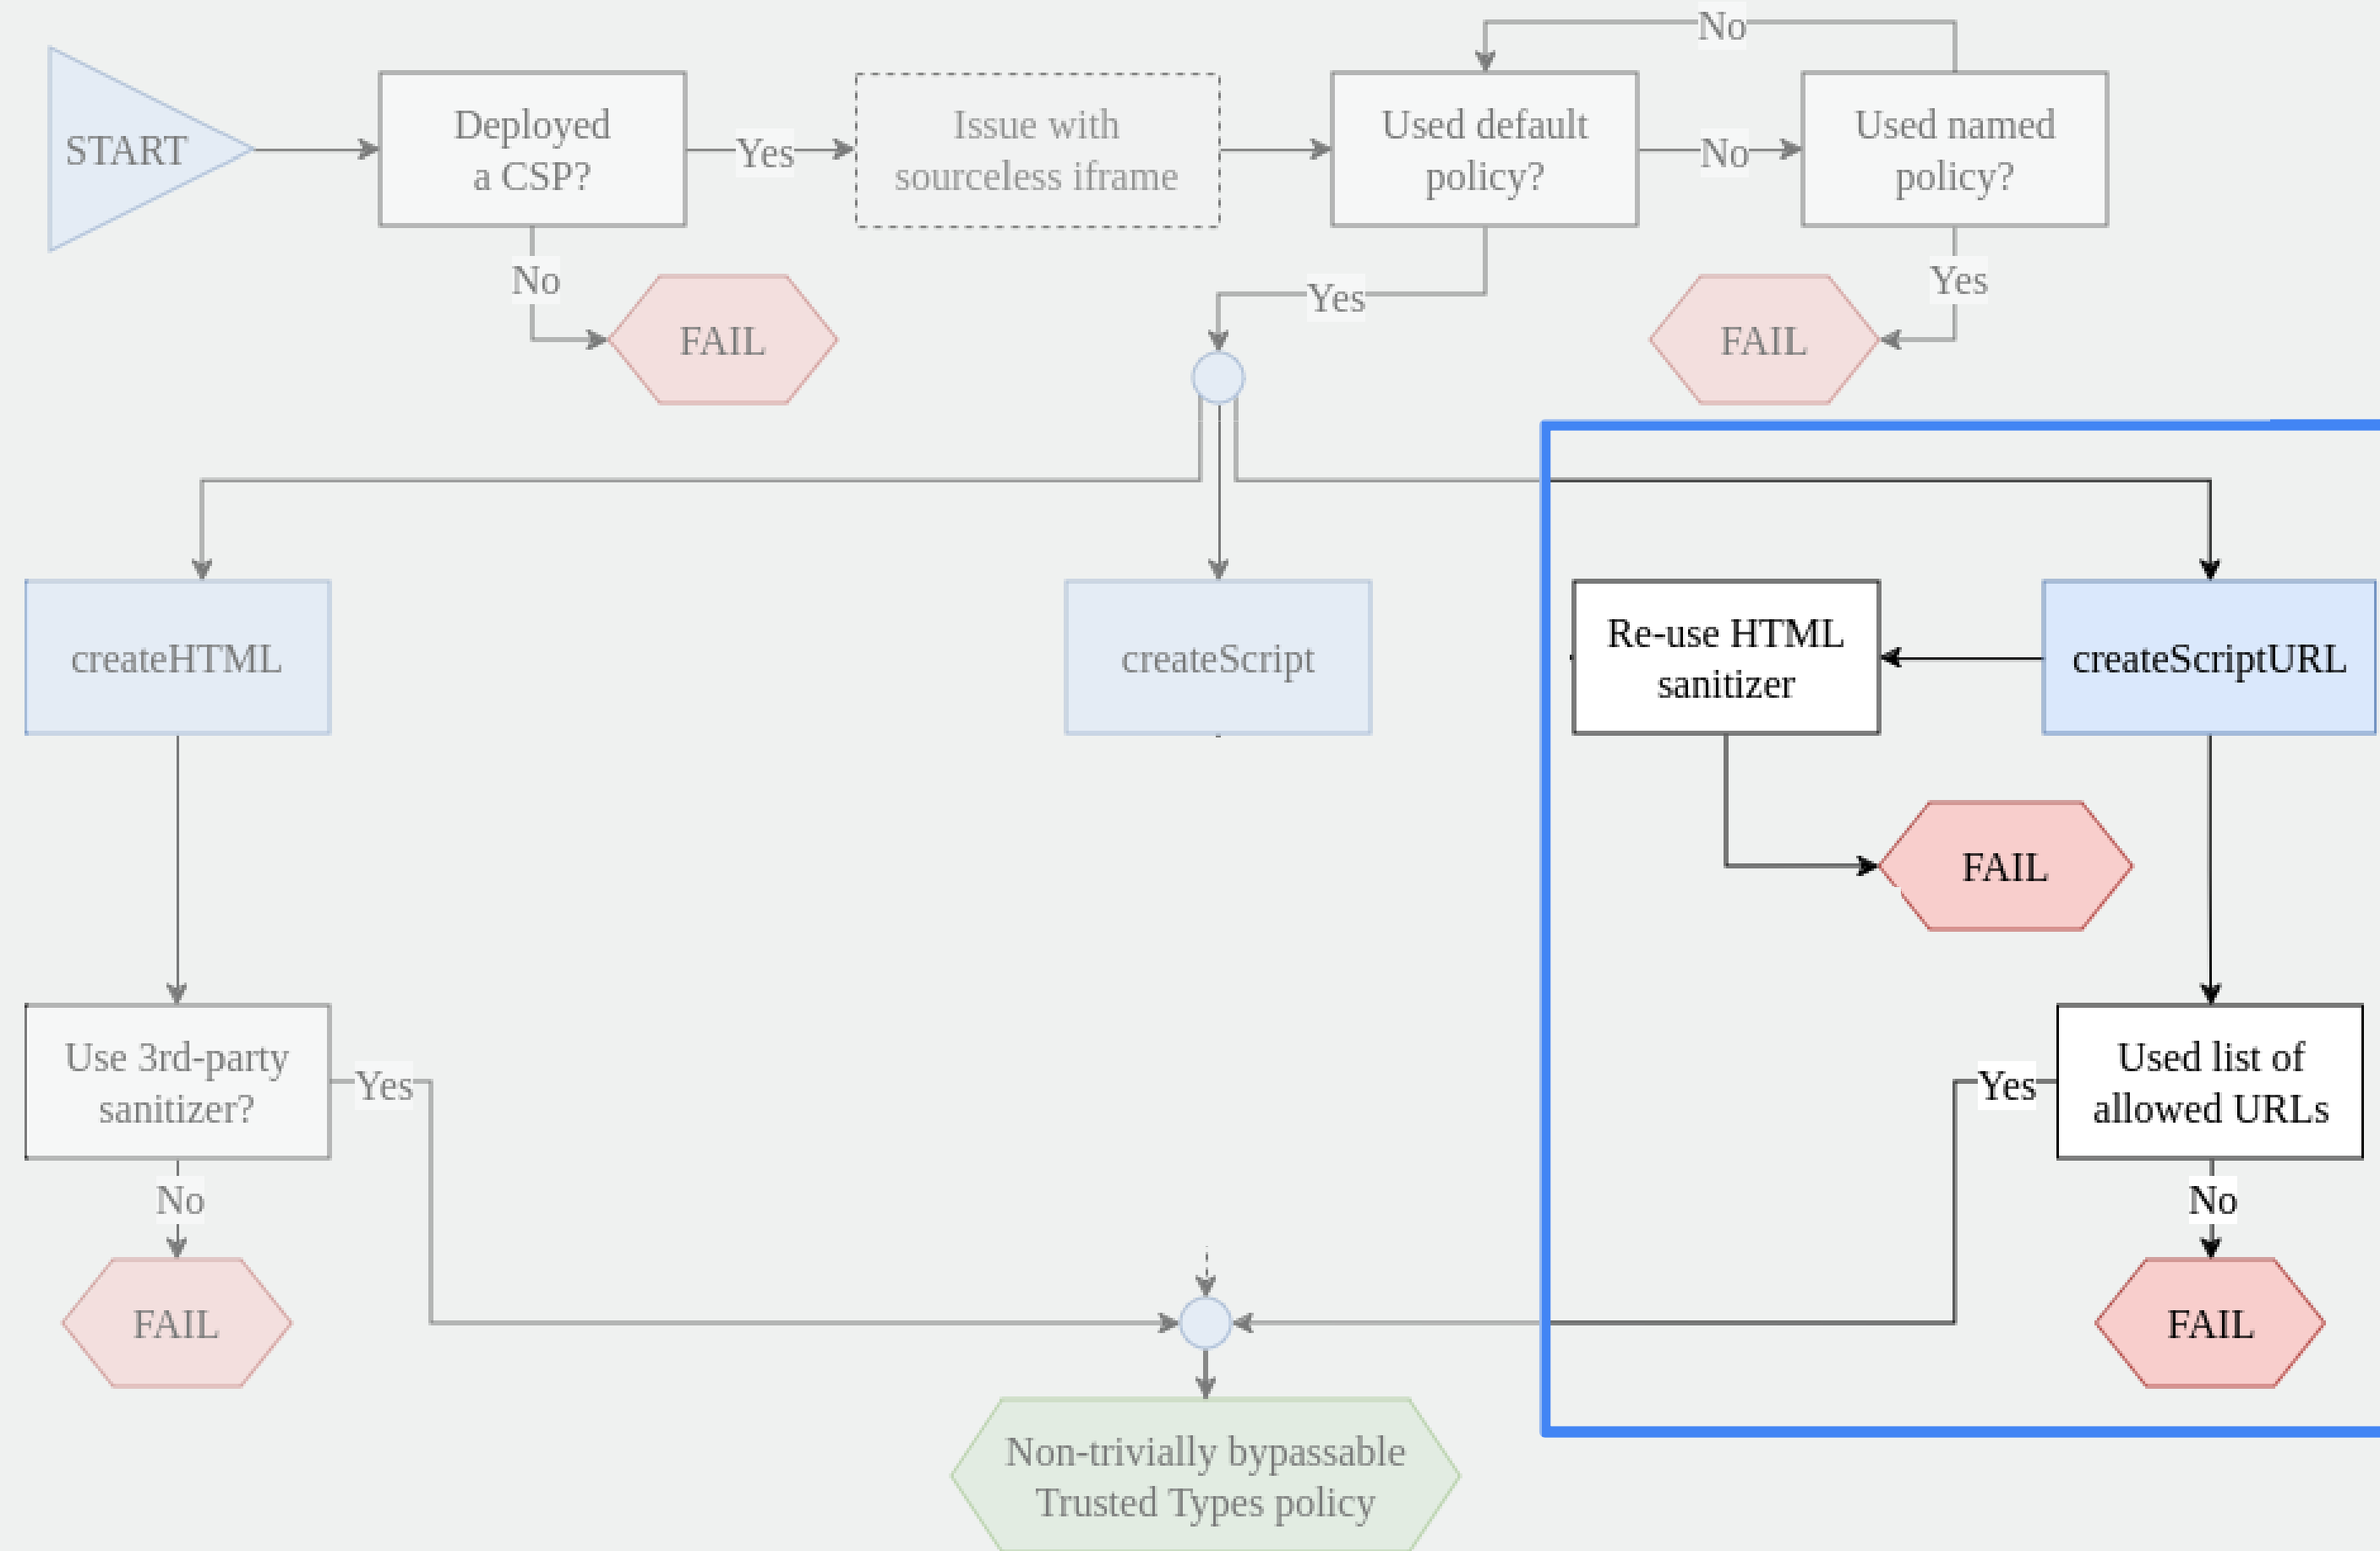 No
START
Deployed
a CSP?
Yes
Issue with
sourceless iframe
Used default
policy?
No
Used named
policy?
No
FAIL
Yes
FAIL
Yes
createHTML
createScript
Re-use HTML
sanitizer
createScriptURL
FAIL
Use 3rd-party
sanitizer?
Yes
Yes
Used list of
allowed URLs
No
No
FAIL
FAIL
Non-trivially bypassable
Trusted Types policy